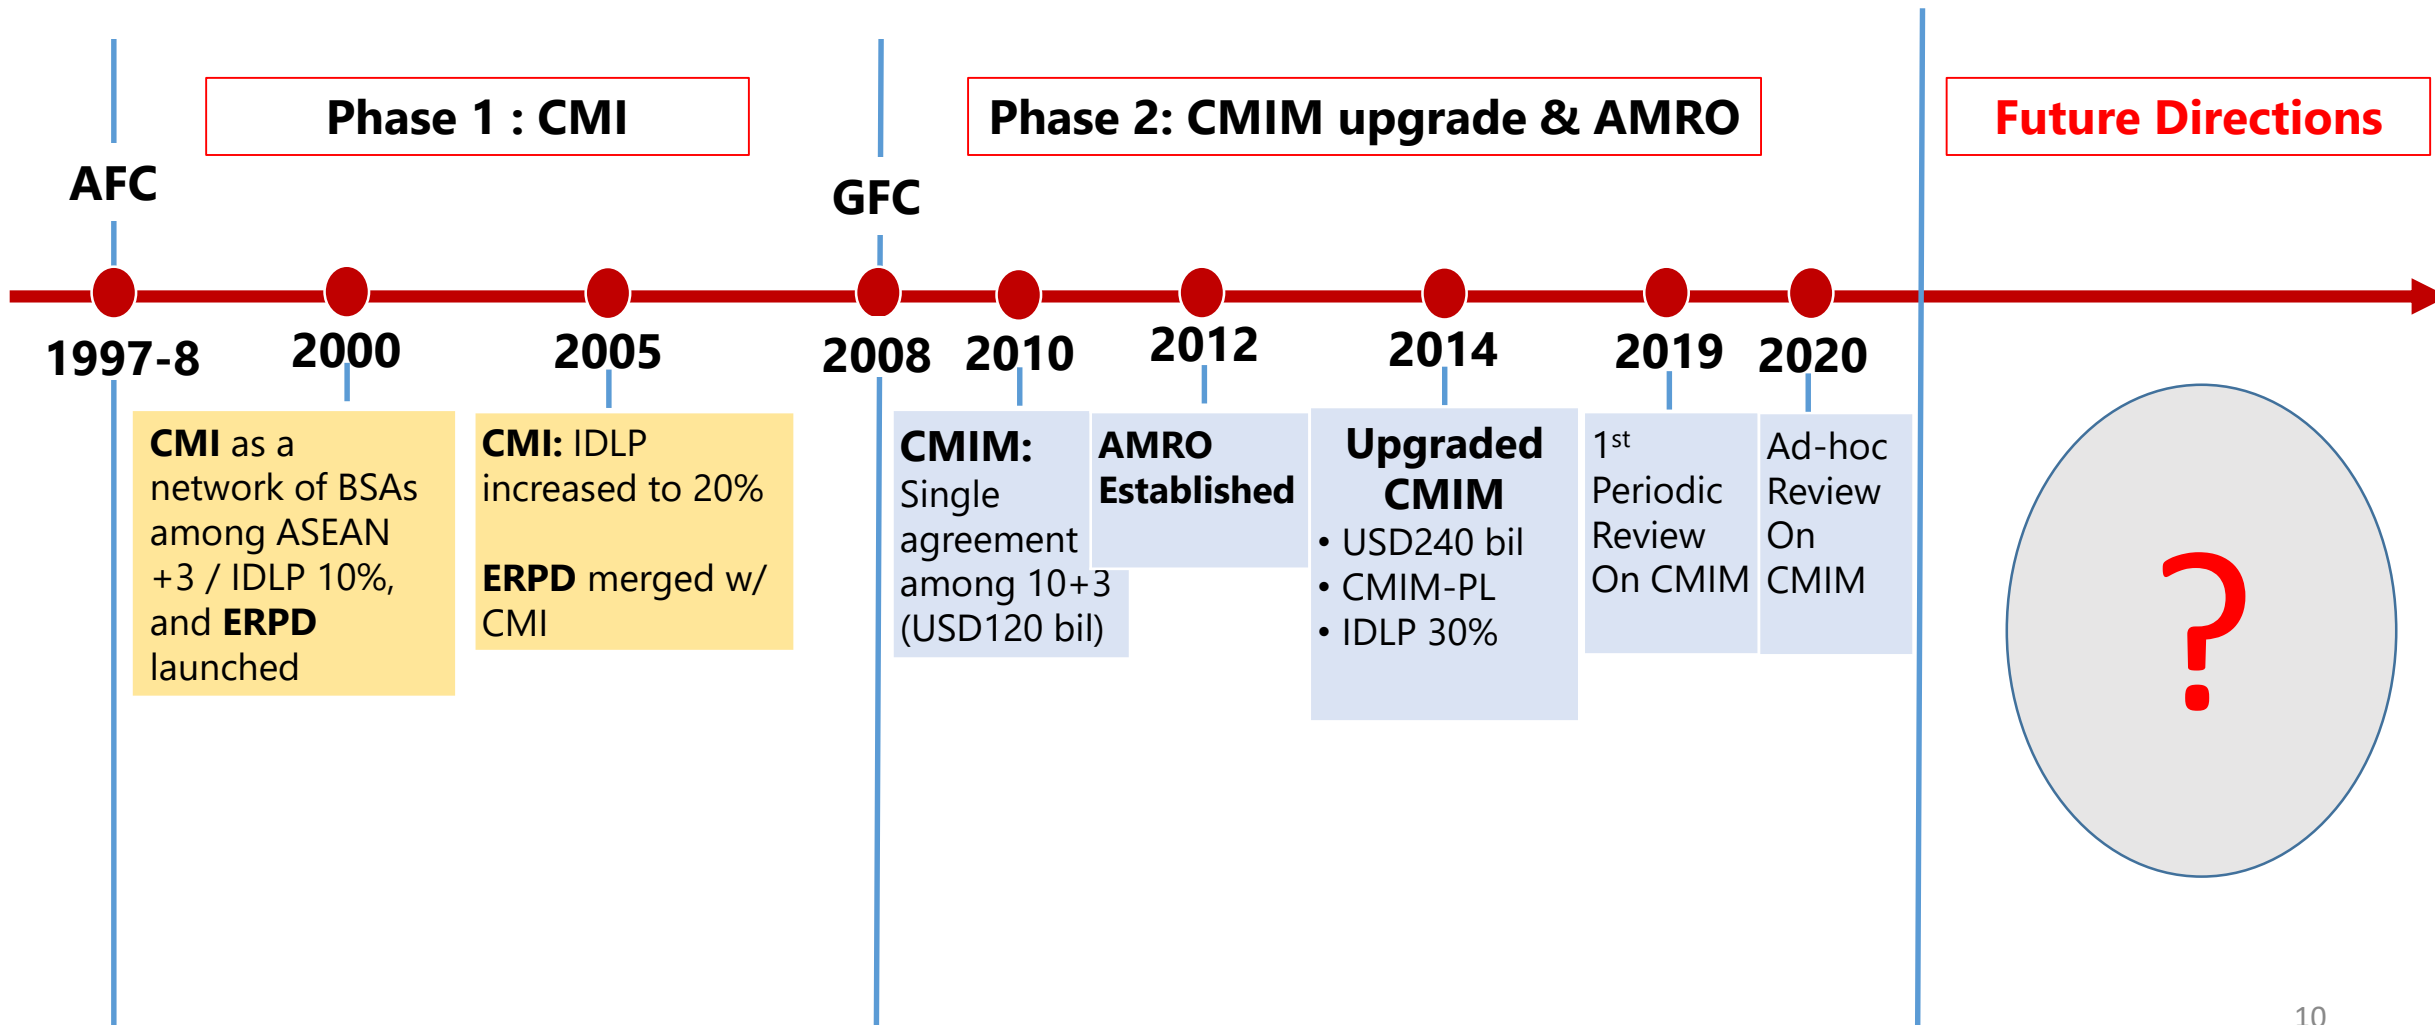 Phase 1 : CMI
Phase 2: CMIM upgrade & AMRO
Future Directions
AFC
GFC
1997-8
2000
2005
2008
2010
2012
2014
2019
2020
CMI as a
network of BSAs
among ASEAN
+3 / IDLP 10%,
and ERPD
launched
CMI: IDLP
increased to 20%
ERPD merged w/
CMI
CMIM:
Single
agreement
among 10+3
(USD120 bil)
AMRO
Established
Upgraded
CMIM
• USD240 bil
• CMIM-PL
• IDLP 30%
1st
Periodic
Review
On CMIM
Ad-hoc
Review
On
CMIM
?
10